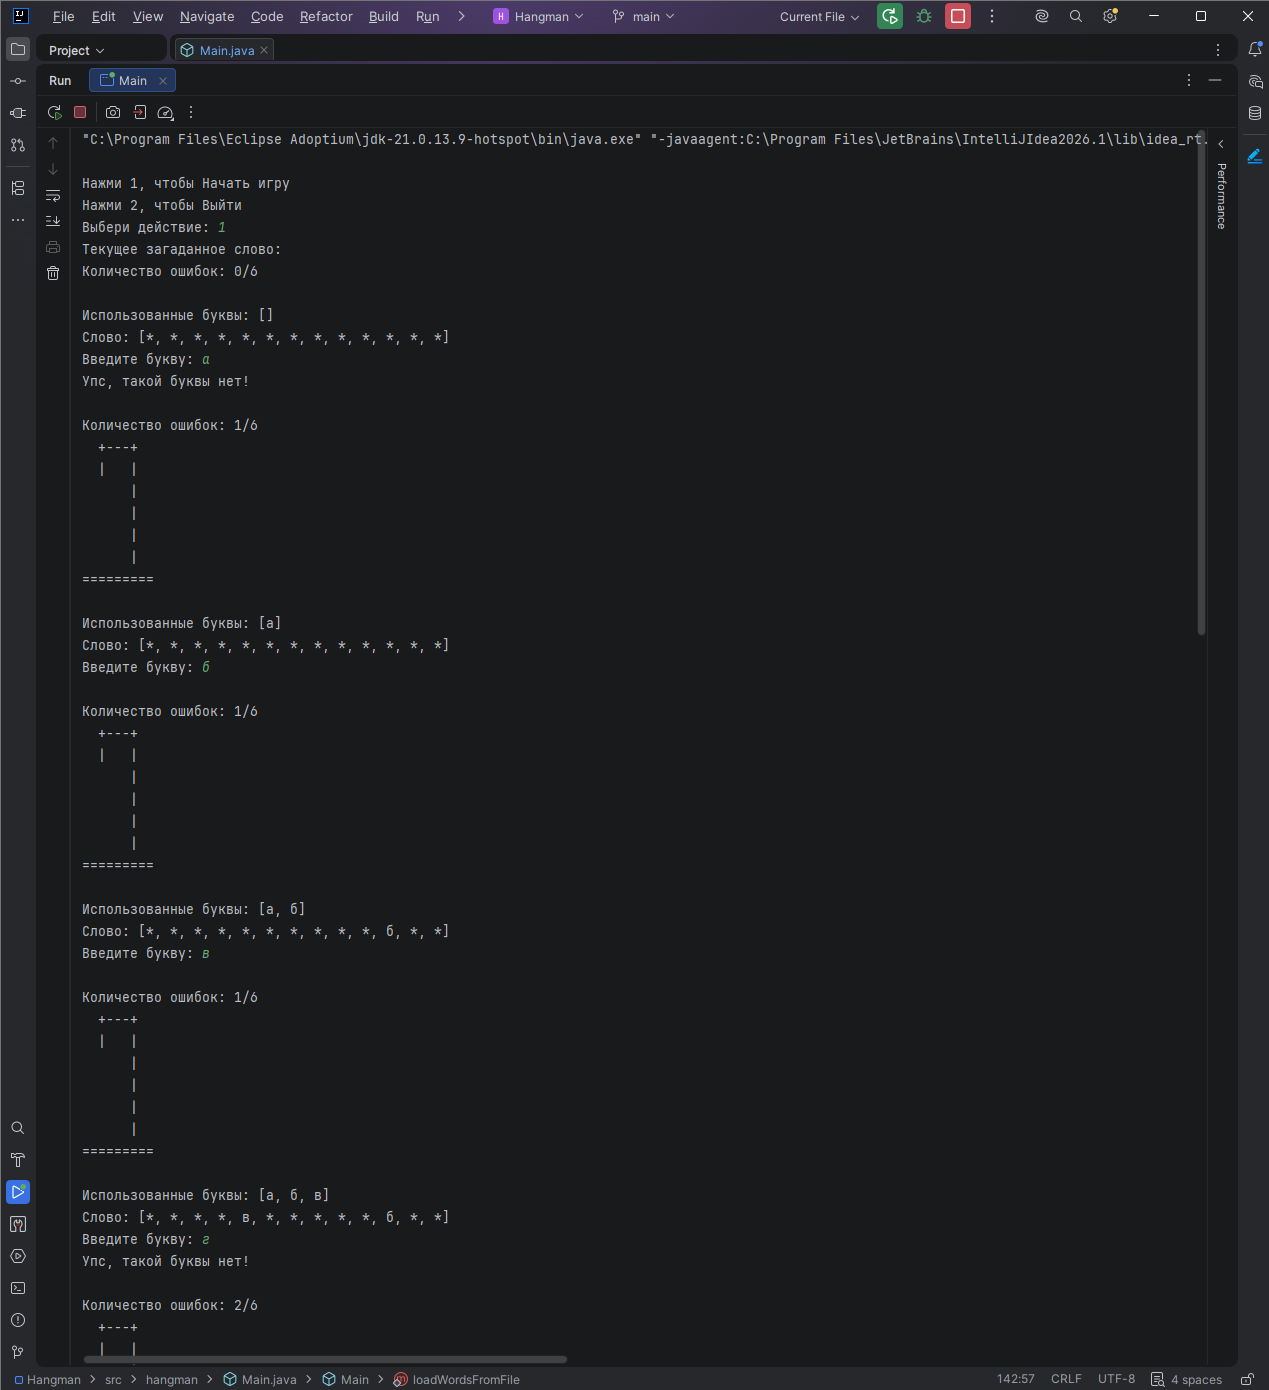 File Edit View Navigate Code Refactor Build Run H Hangman main Current File
Project Main.java
Run Main
"C:\Program Files\Eclipse Adoptium\jdk-21.0.13.9-hotspot\bin\java.exe" "-javaagent:C:\Program Files\JetBrains\IntelliJIdea2026.1\lib\idea_rt.
Performance
Нажми 1, чтобы Начать игру
Нажми 2, чтобы Выйти
Выбери действие: 1
Текущее загаданное слово:
Количество ошибок: 0/6
Использованные буквы: []
Слово: [*, *, *, *, *, *, *, *, *, *, *, *, *]
Введите букву: а
Упс, такой буквы нет!
Количество ошибок: 1/6
  +---+
  |   |
      |
      |
      |
      |
=========
Использованные буквы: [а]
Слово: [*, *, *, *, *, *, *, *, *, *, *, *, *]
Введите букву: б
Количество ошибок: 1/6
  +---+
  |   |
      |
      |
      |
      |
=========
Использованные буквы: [а, б]
Слово: [*, *, *, *, *, *, *, *, *, *, б, *, *]
Введите букву: в
Количество ошибок: 1/6
  +---+
  |   |
      |
      |
      |
      |
=========
Использованные буквы: [а, б, в]
Слово: [*, *, *, *, в, *, *, *, *, *, б, *, *]
Введите букву: г
Упс, такой буквы нет!
Количество ошибок: 2/6
  +---+
  |   |
Hangman > src > hangman > Main.java > Main > loadWordsFromFile 142:57 CRLF UTF-8 4 spaces